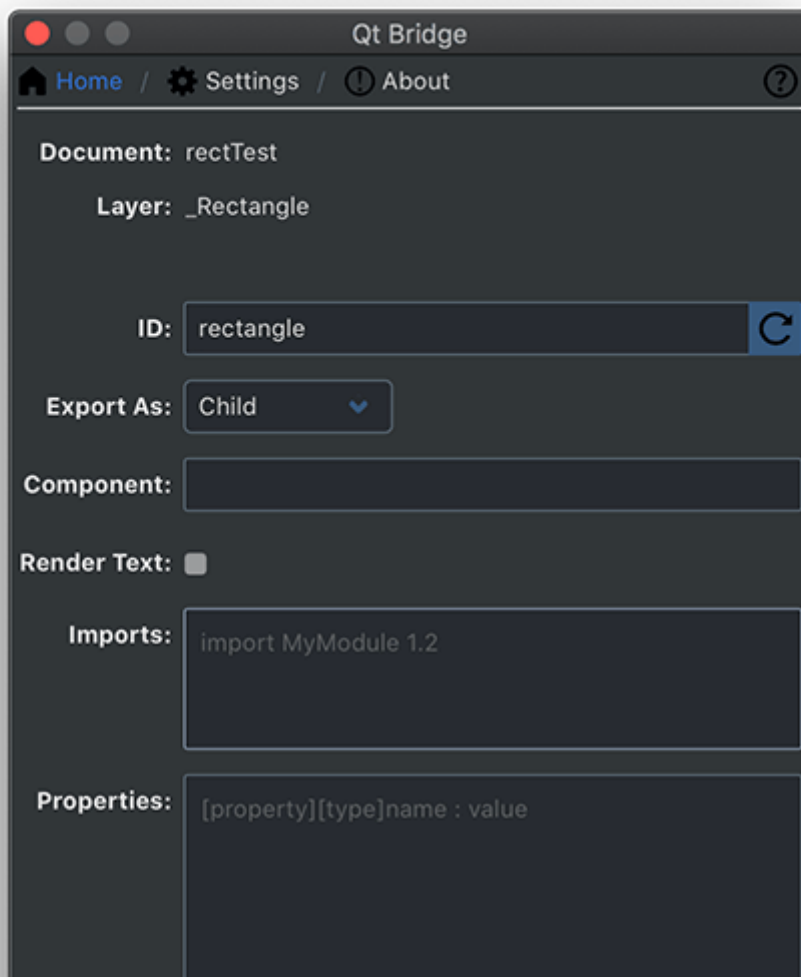 Qt Bridge
Home / Settings / About
Document: rectTest
Layer: _Rectangle
ID: rectangle
Export As: Child
Component:
Render Text:
Imports: import MyModule 1.2
Properties: [property][type]name : value